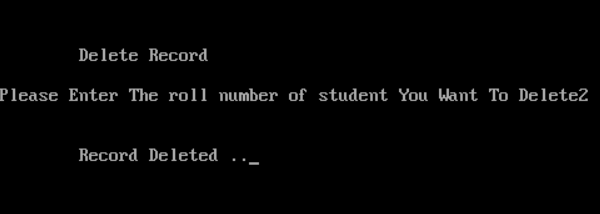 Delete Record
Please Enter The roll number of student You Want To Delete2
Record Deleted .._